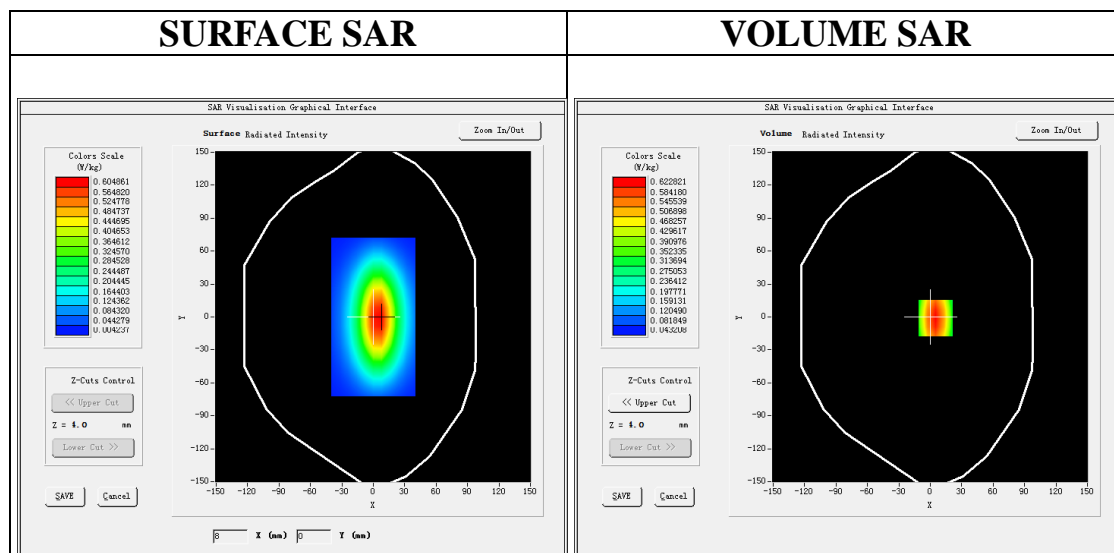 SURFACE SAR
VOLUME SAR
SAR Visualisation Graphical Interface
Surface Radiated Intensity
Zoom In/Out
Colors Scale
(W/kg)
0.604861
0.564820
0.524778
0.484737
0.444695
0.404653
0.364612
0.324570
0.284528
0.244487
0.204445
0.164403
0.124362
0.084320
0.044279
0.004237
Z-Cuts Control
<< Upper Cut
Z = 4.0 mm
Lower Cut >>
SAVE
Cancel
150
120
90
60
30
0
-30
-60
-90
-120
-150
Y
-150 -120 -90 -60 -30 0 30 60 90 120 150
X
8 X (mm) 0 Y (mm)
SAR Visualisation Graphical Interface
Volume Radiated Intensity
Zoom In/Out
Colors Scale
(W/kg)
0.622821
0.584180
0.545539
0.506898
0.468257
0.429617
0.390976
0.352335
0.313694
0.275053
0.236412
0.197771
0.159131
0.120490
0.081849
0.043208
Z-Cuts Control
<< Upper Cut
Z = 4.0 mm
Lower Cut >>
SAVE
Cancel
150
120
90
60
30
0
-30
-60
-90
-120
-150
Y
-150 -120 -90 -60 -30 0 30 60 90 120 150
X